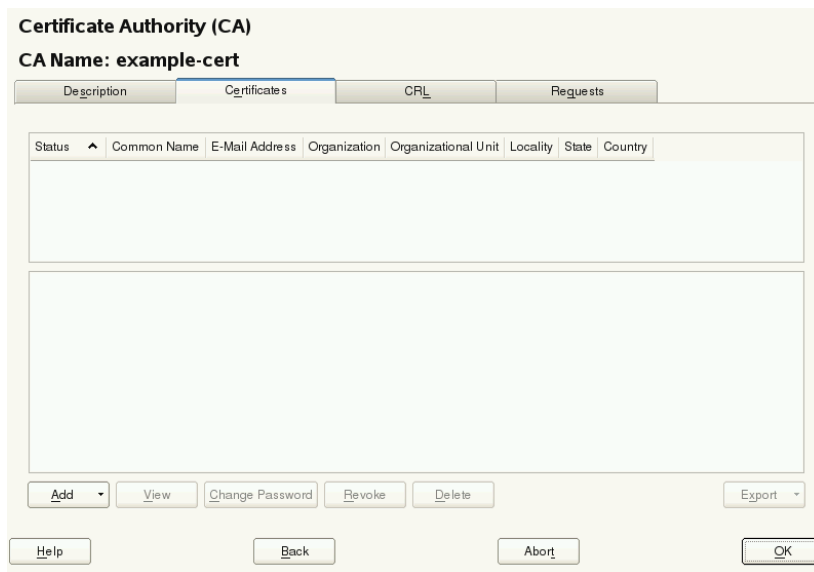 Certificate Authority (CA)
CA Name: example-cert
Description Certificates CRL Requests
Status Common Name E-Mail Address Organization Organizational Unit Locality State Country
Add View Change Password Revoke Delete Export
Help Back Abort OK